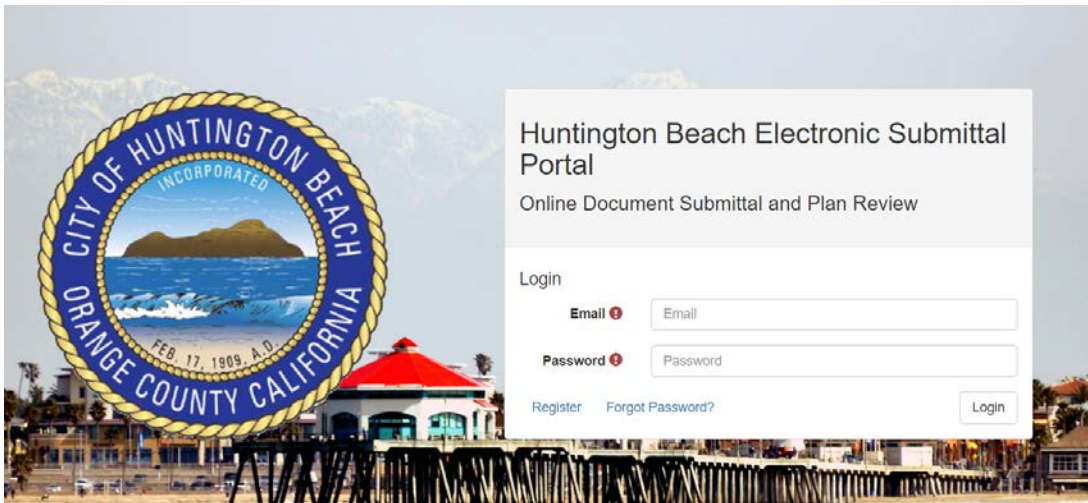 CITY OF HUNTINGTON BEACH
INCORPORATED
FEB. 17, 1909, A.D.
ORANGE COUNTY CALIFORNIA
Huntington Beach Electronic Submittal
Portal
Online Document Submittal and Plan Review
Login
Email
Email
Password
Password
Register Forgot Password? Login